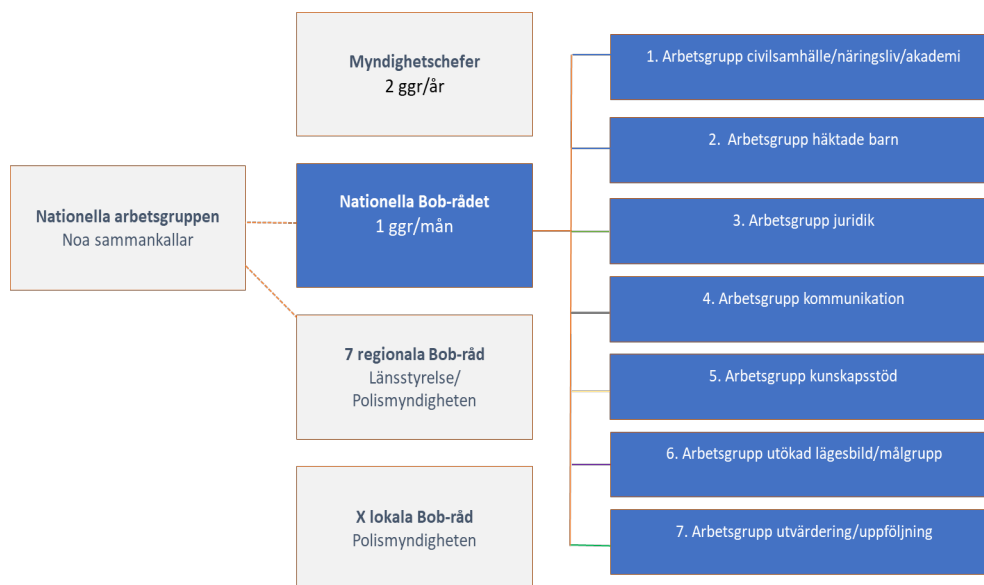 Myndighetschefer
2 ggr/år
Nationella arbetsgruppen
Noa sammankallar
Nationella Bob-rådet
1 ggr/mån
7 regionala Bob-råd
Länsstyrelse/
Polismyndigheten
X lokala Bob-råd
Polismyndigheten
1. Arbetsgrupp civilsamhälle/näringsliv/akademi
2. Arbetsgrupp häktade barn
3. Arbetsgrupp juridik
4. Arbetsgrupp kommunikation
5. Arbetsgrupp kunskapsstöd
6. Arbetsgrupp utökad lägesbild/målgrupp
7. Arbetsgrupp utvärdering/uppföljning